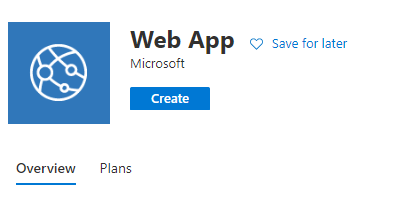 Web App
Save for later
Microsoft
Create
Overview
Plans